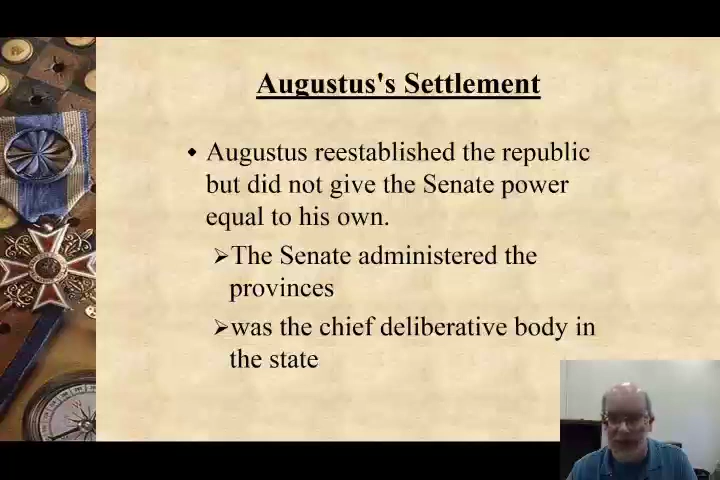 Augustus's Settlement
• Augustus reestablished the republic
but did not give the Senate power
equal to his own.
➢The Senate administered the
provinces
➢was the chief deliberative body in
the state